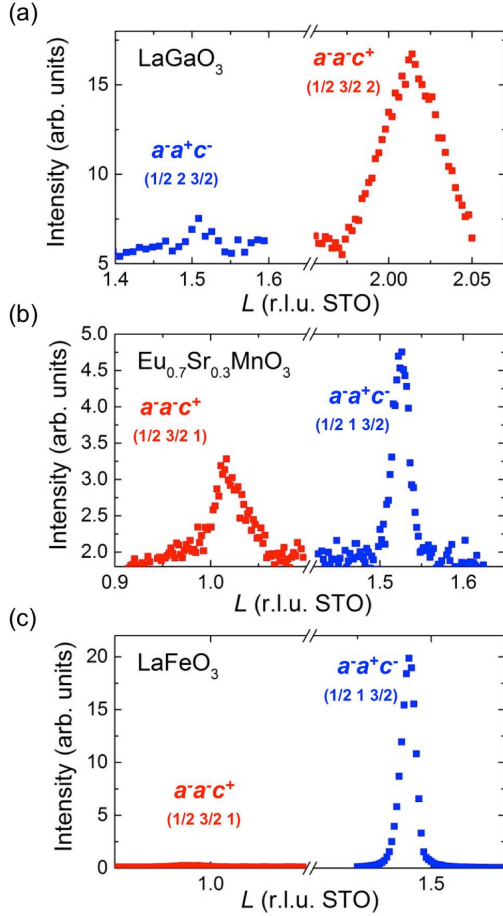 (a)
LaGaO₃
a⁻a⁻c⁺
(1/2 3/2 2)
a⁻a⁺c⁻
(1/2 2 3/2)
Intensity (arb. units)
15
10
5
1.4 1.5 1.6 2.00 2.05
L (r.l.u. STO)
(b)
Eu₀.₇Sr₀.₃MnO₃
a⁻a⁻c⁺
(1/2 3/2 1)
a⁻a⁺c⁻
(1/2 1 3/2)
Intensity (arb. units)
5.0
4.5
4.0
3.5
3.0
2.5
2.0
0.9 1.0 1.5 1.6
L (r.l.u. STO)
(c)
LaFeO₃
a⁻a⁺c⁻
(1/2 1 3/2)
a⁻a⁻c⁺
(1/2 3/2 1)
Intensity (arb. units)
20
15
10
5
0
1.0 1.5
L (r.l.u. STO)